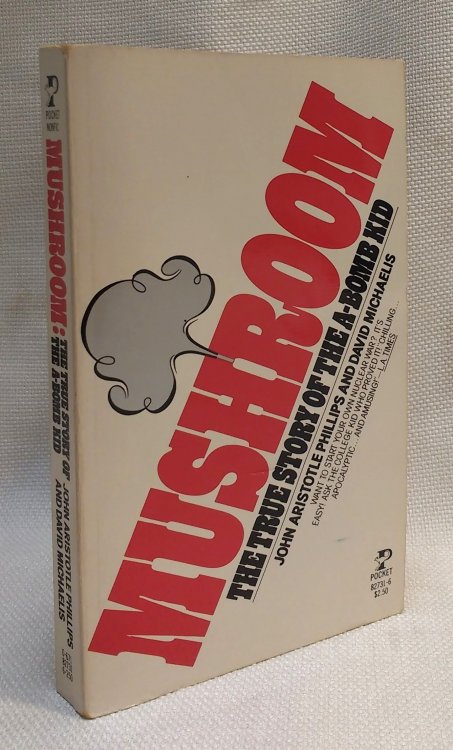 POCKET
NONFIC
MUSHROOM: THE TRUE STORY OF THE A-BOMB KID
JOHN ARISTOTLE PHILLIPS AND DAVID MICHAELIS
MUSHROOM
THE TRUE STORY OF THE A-BOMB KID
JOHN ARISTOTLE PHILLIPS AND DAVID MICHAELIS
WANT TO START YOUR OWN NUCLEAR WAR? IT'S
EASY! ASK THE COLLEGE KID WHO PROVED IT! "CHILLING...
APOCALYPTIC...AND AMUSING!"—L.A. TIMES
POCKET
82731-6
$2.50